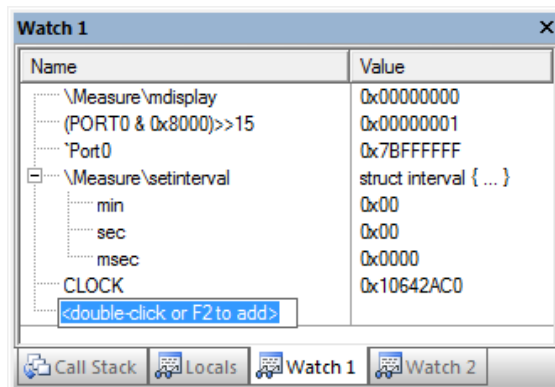 Watch 1
Name Value
\Measure\mdisplay 0x00000000
(PORT0 & 0x8000)>>15 0x00000001
`Port0 0x7BFFFFFF
\Measure\setinterval struct interval { ... }
min 0x00
sec 0x00
msec 0x0000
CLOCK 0x10642AC0
<double-click or F2 to add>
Call Stack Locals Watch 1 Watch 2